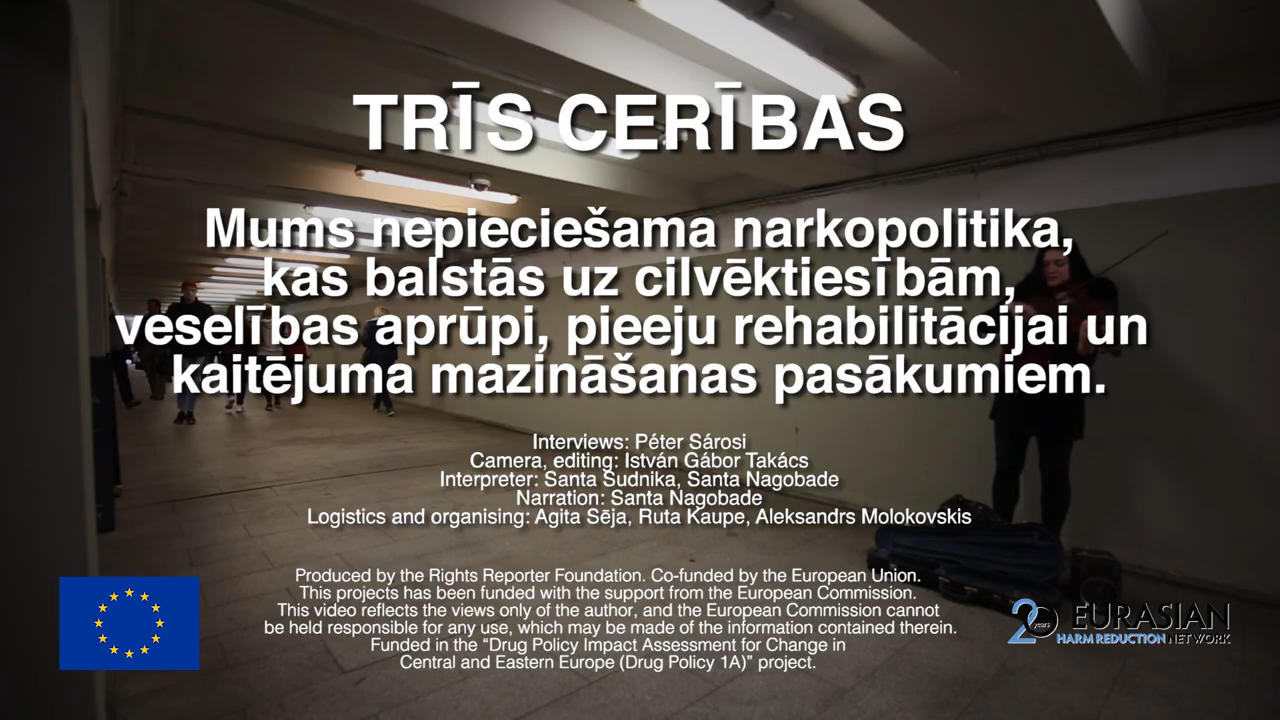 TRĪS CERĪBAS
Mums nepieciešama narkopolitika,
kas balstās uz cilvēktiesībām,
veselības aprūpi, pieeju rehabilitācijai un
kaitējuma mazināšanas pasākumiem.
Interviews: Péter Sárosi
Camera, editing: István Gábor Takács
Interpreter: Santa Sudnika, Santa Nagobade
Narration: Santa Nagobade
Logistics and organising: Agita Sēja, Ruta Kaupe, Aleksandrs Molokovskis
Produced by the Rights Reporter Foundation. Co-funded by the European Union.
This projects has been funded with the support from the European Commission.
This video reflects the views only of the author, and the European Commission cannot
be held responsible for any use, which may be made of the information contained therein.
Funded in the “Drug Policy Impact Assessment for Change in
Central and Eastern Europe (Drug Policy 1A)” project.
20 years EURASIAN
HARM REDUCTION NETWORK